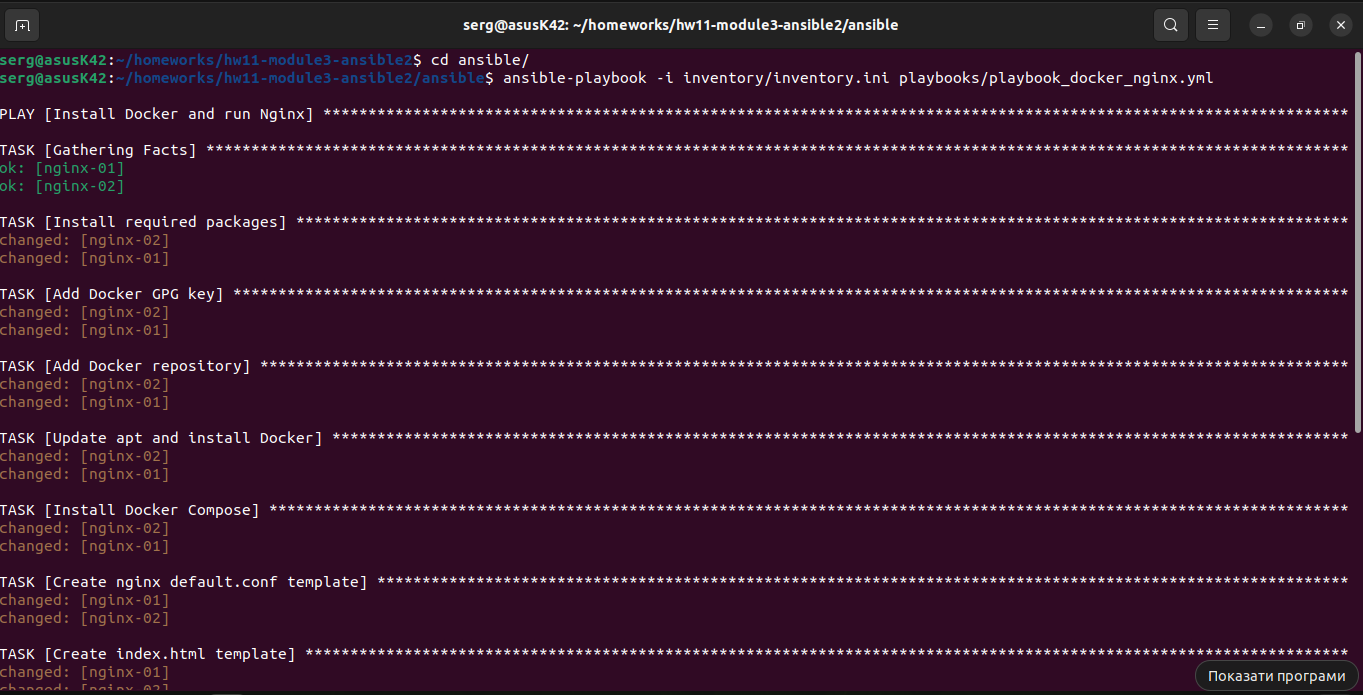 serg@asusK42: ~/homeworks/hw11-module3-ansible2/ansible
serg@asusK42:~/homeworks/hw11-module3-ansible2$ cd ansible/
serg@asusK42:~/homeworks/hw11-module3-ansible2/ansible$ ansible-playbook -i inventory/inventory.ini playbooks/playbook_docker_nginx.yml
PLAY [Install Docker and run Nginx] ******************************************************************************************************************
TASK [Gathering Facts] *******************************************************************************************************************************
ok: [nginx-01]
ok: [nginx-02]
TASK [Install required packages] *********************************************************************************************************************
changed: [nginx-02]
changed: [nginx-01]
TASK [Add Docker GPG key] ****************************************************************************************************************************
changed: [nginx-02]
changed: [nginx-01]
TASK [Add Docker repository] *************************************************************************************************************************
changed: [nginx-02]
changed: [nginx-01]
TASK [Update apt and install Docker] *****************************************************************************************************************
changed: [nginx-02]
changed: [nginx-01]
TASK [Install Docker Compose] ************************************************************************************************************************
changed: [nginx-02]
changed: [nginx-01]
TASK [Create nginx default.conf template] ************************************************************************************************************
changed: [nginx-01]
changed: [nginx-02]
TASK [Create index.html template] ********************************************************************************************************************
changed: [nginx-01]
changed: [nginx-02]
Показати програми